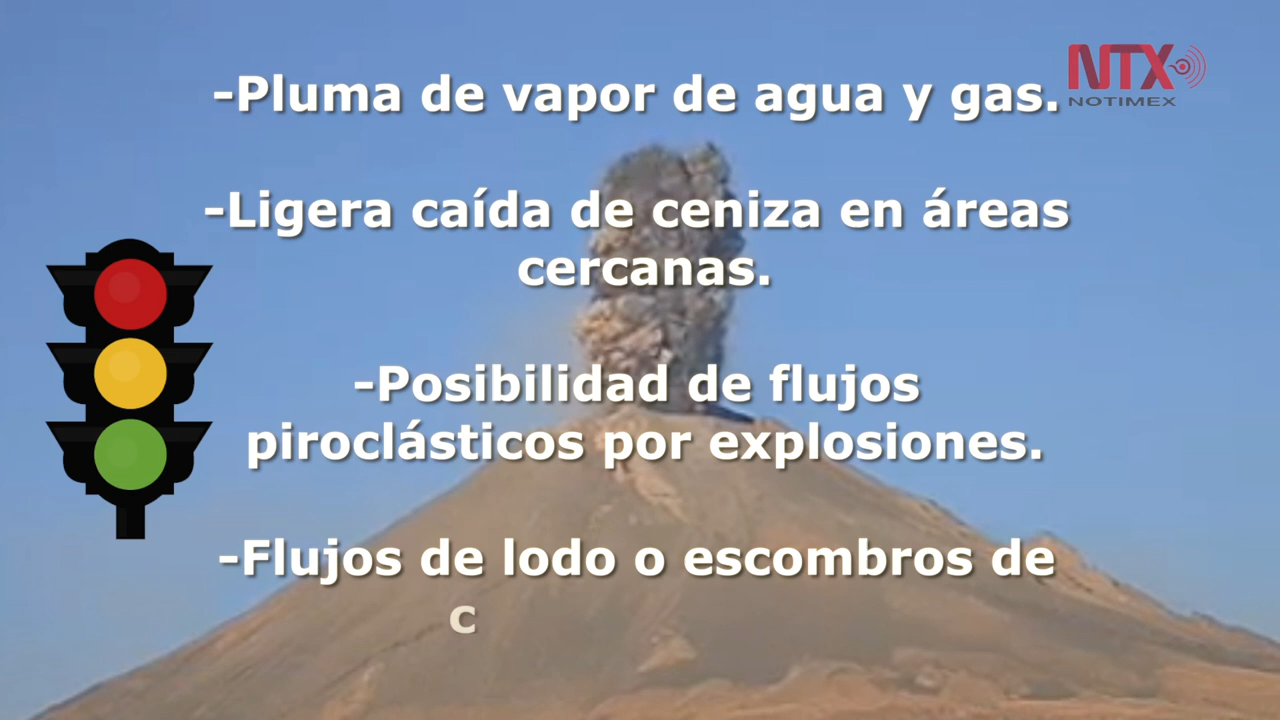 NTX
NOTIMEX
-Pluma de vapor de agua y gas.
-Ligera caída de ceniza en áreas
cercanas.
-Posibilidad de flujos
piroclásticos por explosiones.
-Flujos de lodo o escombros de
c